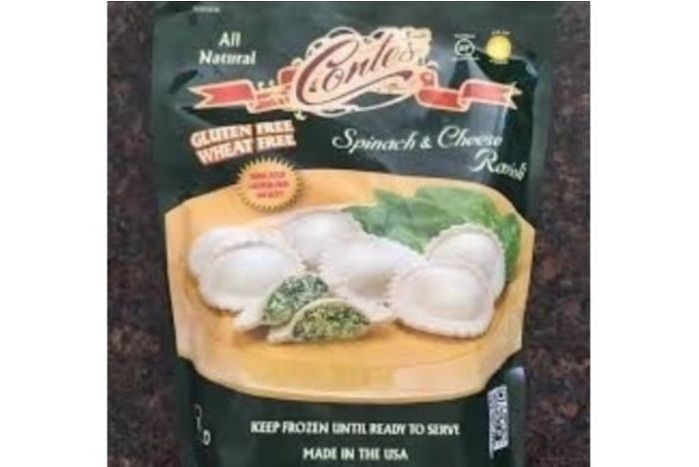 All
Natural
Conte's
GLUTEN FREE
WHEAT FREE
Spinach & Cheese
Ravioli
KEEP FROZEN UNTIL READY TO SERVE
MADE IN THE USA